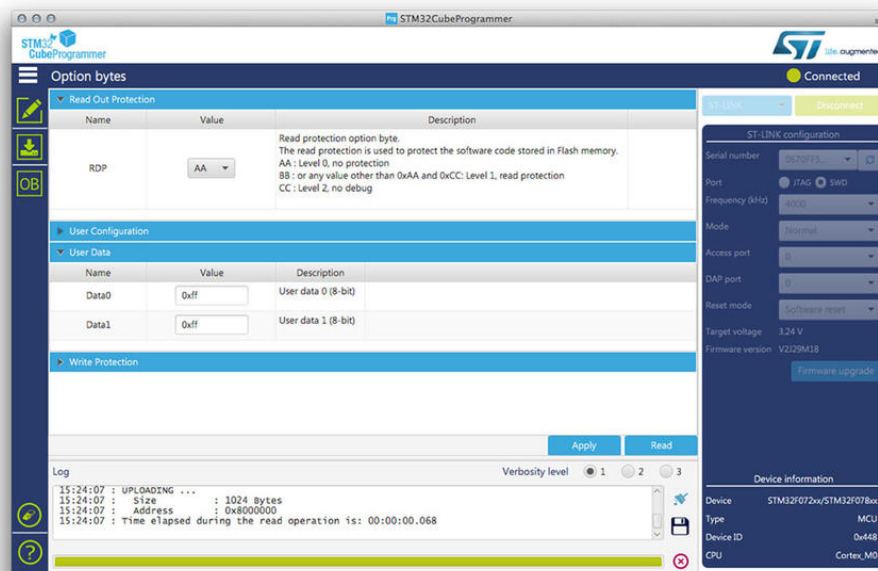 Prg STM32CubeProgrammer
STM32
CubeProgrammer
ST life.augmented
Option bytes
Connected
Read Out Protection
Name Value Description
RDP
AA
Read protection option byte.
The read protection is used to protect the software code stored in Flash memory.
AA : Level 0, no protection
BB : or any value other than 0xAA and 0xCC: Level 1, read protection
CC : Level 2, no debug
OB
User Configuration
User Data
Name Value Description
Data0 0xff User data 0 (8-bit)
Data1 0xff User data 1 (8-bit)
Write Protection
Apply Read
Log Verbosity level 1 2 3
15:24:07 : UPLOADING ...
15:24:07 : Size : 1024 Bytes
15:24:07 : Address : 0x8000000
15:24:07 : Time elapsed during the read operation is: 00:00:00.068
?
ST-LINK Disconnect
ST-LINK configuration
Serial number 0670FF5...
Port JTAG SWD
Frequency (kHz) 4000
Mode Normal
Access port 0
DAP port 0
Reset mode Software reset
Target voltage 3.24 V
Firmware version V2J29M18
Firmware upgrade
Device information
Device STM32F072xx/STM32F078xx
Type MCU
Device ID 0x448
CPU Cortex_M0